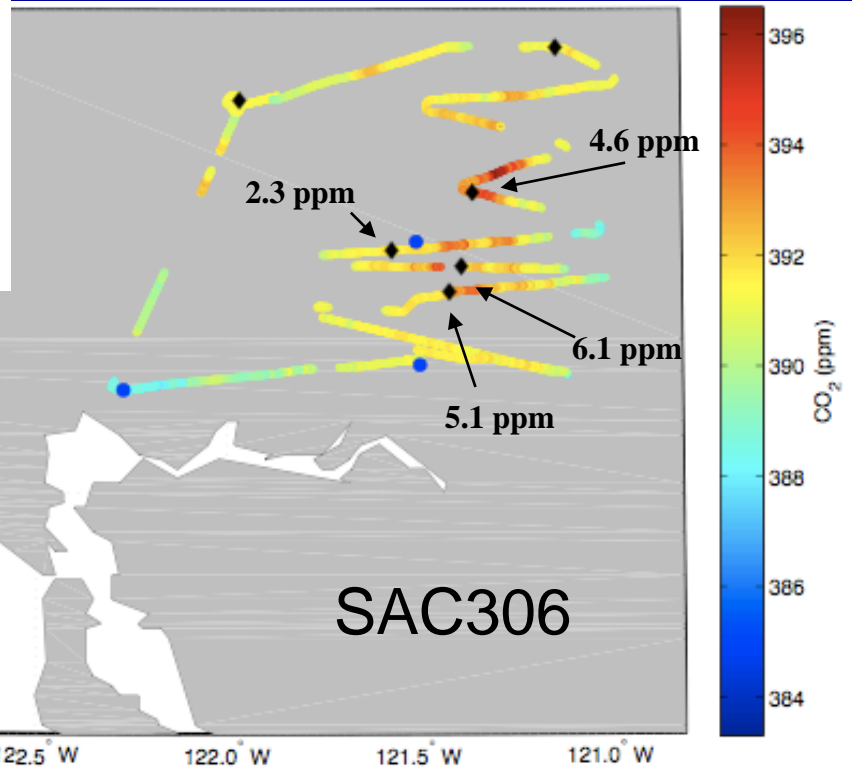 396
4.6 ppm
394
2.3 ppm
392
6.1 ppm
390
CO2 (ppm)
5.1 ppm
388
386
SAC306
384
22.5° W
122.0° W
121.5° W
121.0° W